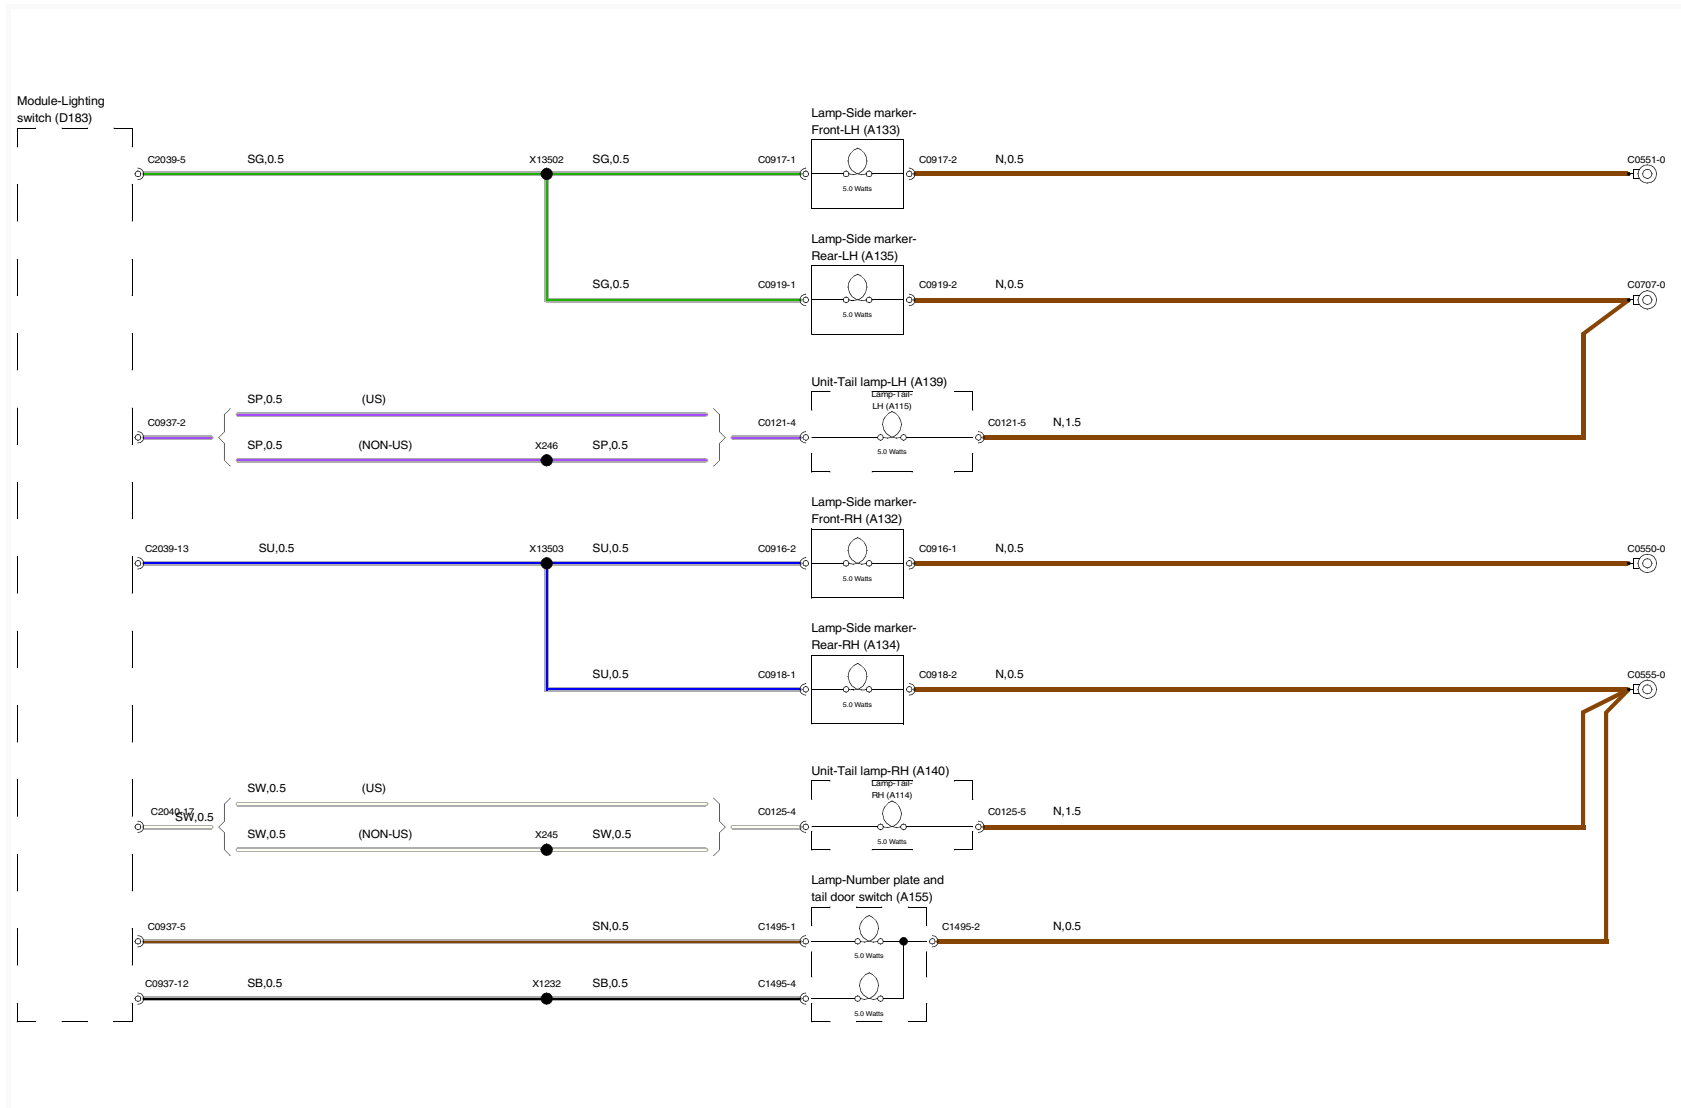 Module-Lighting
switch (D183)
Lamp-Side marker-
Front-LH (A133)
C2039-5
SG,0.5
X13502
SG,0.5
C0917-1
C0917-2
N,0.5
C0551-0
5.0 Watts
Lamp-Side marker-
Rear-LH (A135)
SG,0.5
C0919-1
C0919-2
N,0.5
C0707-0
5.0 Watts
Unit-Tail lamp-LH (A139)
Lamp-Tail-
LH (A115)
SP,0.5
(US)
C0937-2
C0121-4
C0121-5
N,1.5
SP,0.5
(NON-US)
X246
SP,0.5
5.0 Watts
Lamp-Side marker-
Front-RH (A132)
C2039-13
SU,0.5
X13503
SU,0.5
C0916-2
C0916-1
N,0.5
C0550-0
5.0 Watts
Lamp-Side marker-
Rear-RH (A134)
SU,0.5
C0918-1
C0918-2
N,0.5
C0555-0
5.0 Watts
Unit-Tail lamp-RH (A140)
Lamp-Tail-
RH (A114)
SW,0.5
(US)
C2040-17
SW,0.5
C0125-4
C0125-5
N,1.5
SW,0.5
(NON-US)
X245
SW,0.5
5.0 Watts
Lamp-Number plate and
tail door switch (A155)
C0937-5
SN,0.5
C1495-1
C1495-2
N,0.5
5.0 Watts
C0937-12
SB,0.5
X1232
SB,0.5
C1495-4
5.0 Watts